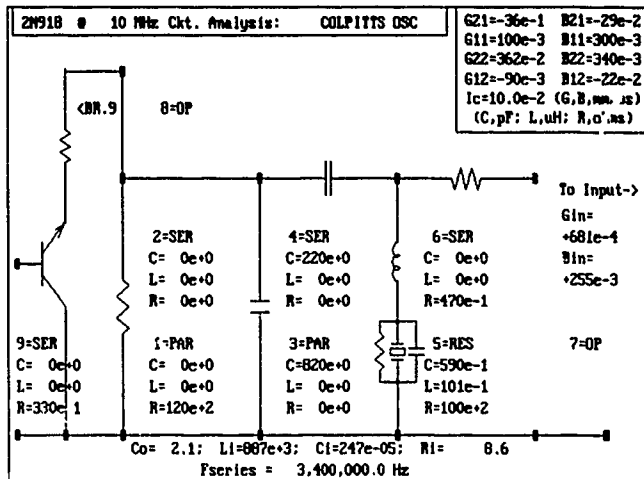 2N918 @ 10 MHz Ckt. Analysis: COLPITTS OSC
G21=-36e-1 B21=-29e-2
G11=100e-3 B11=300e-3
G22=362e-2 B22=340e-3
G12=-90e-3 B12=-22e-2
Ic=10.0e-2 (G,B,
(C,pF; L,uH; R,
<BR.9 8=OP
To Input->
Gin=
+681e-4
Bin=
+255e-3
2=SER 4=SER 6=SER
C= 0e+0 C=220e+0 C= 0e+0
L= 0e+0 L= 0e+0 L= 0e+0
R= 0e+0 R= 0e+0 R=470e-1
9=SER 1=PAR 3=PAR 5=RES 7=OP
C= 0e+0 C= 0e+0 C=820e+0 C=590e-1
L= 0e+0 L= 0e+0 L= 0e+0 L=101e-1
R=330e-1 R=120e+2 R= 0e+0 R=100e+2
Co= 2.1; Li=887e+3; Ci=247e-05; Ri= 8.6
Fseries = 3,400,000.0 Hz